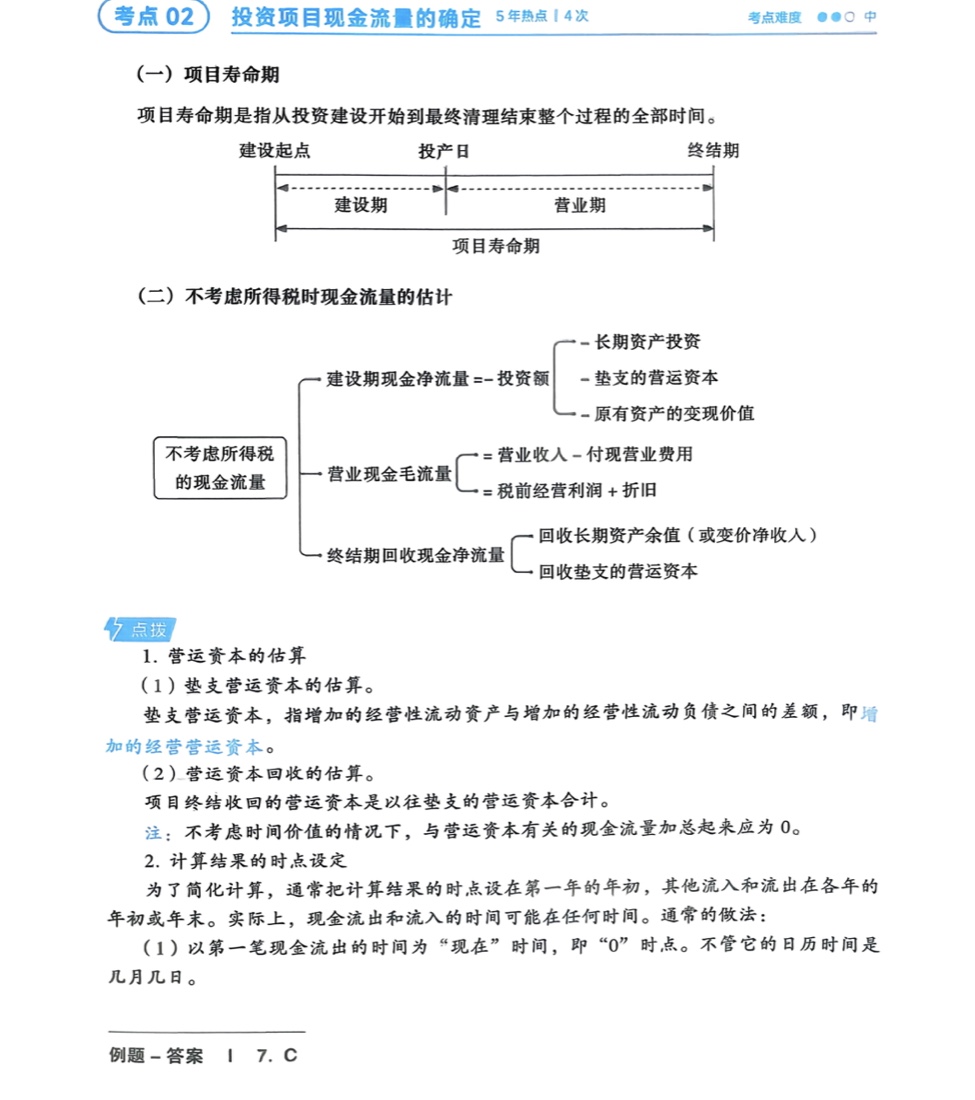 考点 02 投资项目现金流量的确定 5年热点|4次 考点难度 中
（一）项目寿命期
项目寿命期是指从投资建设开始到最终清理结束整个过程的全部时间。
建设起点 投产日 终结期
建设期 营业期
项目寿命期
（二）不考虑所得税时现金流量的估计
- 长期资产投资
建设期现金净流量 =- 投资额 - 垫支的营运资本
- 原有资产的变现价值
不考虑所得税
的现金流量
= 营业收入 - 付现营业费用
营业现金毛流量
= 税前经营利润 + 折旧
回收长期资产余值（或变价净收入）
终结期回收现金净流量
回收垫支的营运资本
点拨
1. 营运资本的估算
（1）垫支营运资本的估算。
垫支营运资本，指增加的经营性流动资产与增加的经营性流动负债之间的差额，即增
加的经营营运资本。
（2）营运资本回收的估算。
项目终结收回的营运资本是以往垫支的营运资本合计。
注：不考虑时间价值的情况下，与营运资本有关的现金流量加总起来应为 0。
2. 计算结果的时点设定
为了简化计算，通常把计算结果的时点设在第一年的年初，其他流入和流出在各年的
年初或年末。实际上，现金流出和流入的时间可能在任何时间。通常的做法：
（1）以第一笔现金流出的时间为“现在”时间，即“0”时点。不管它的日历时间是
几月几日。
例题 - 答案 | 7. C